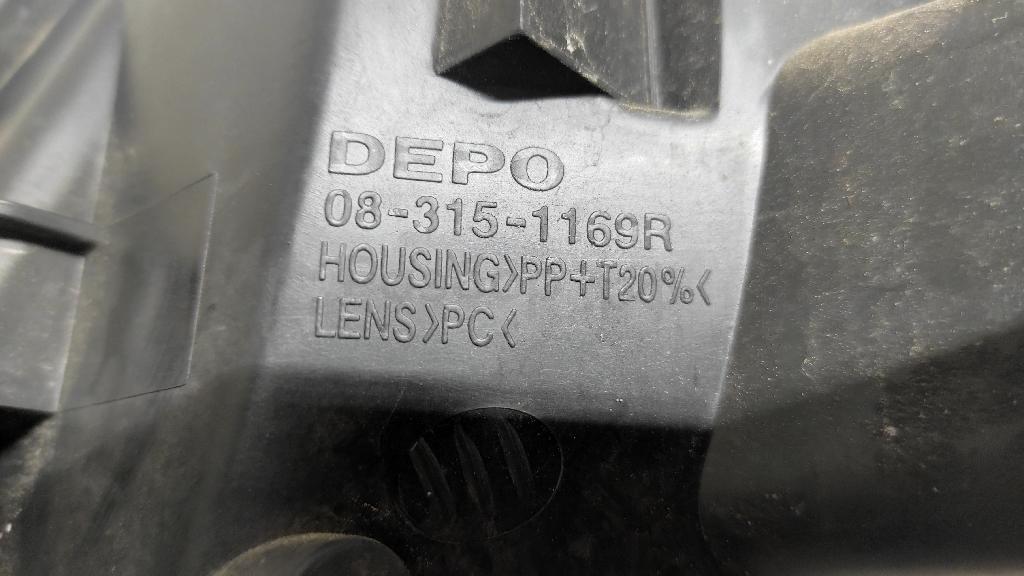 DEPO
08-315-1169R
HOUSING>PP+T20%<
LENS>PC<